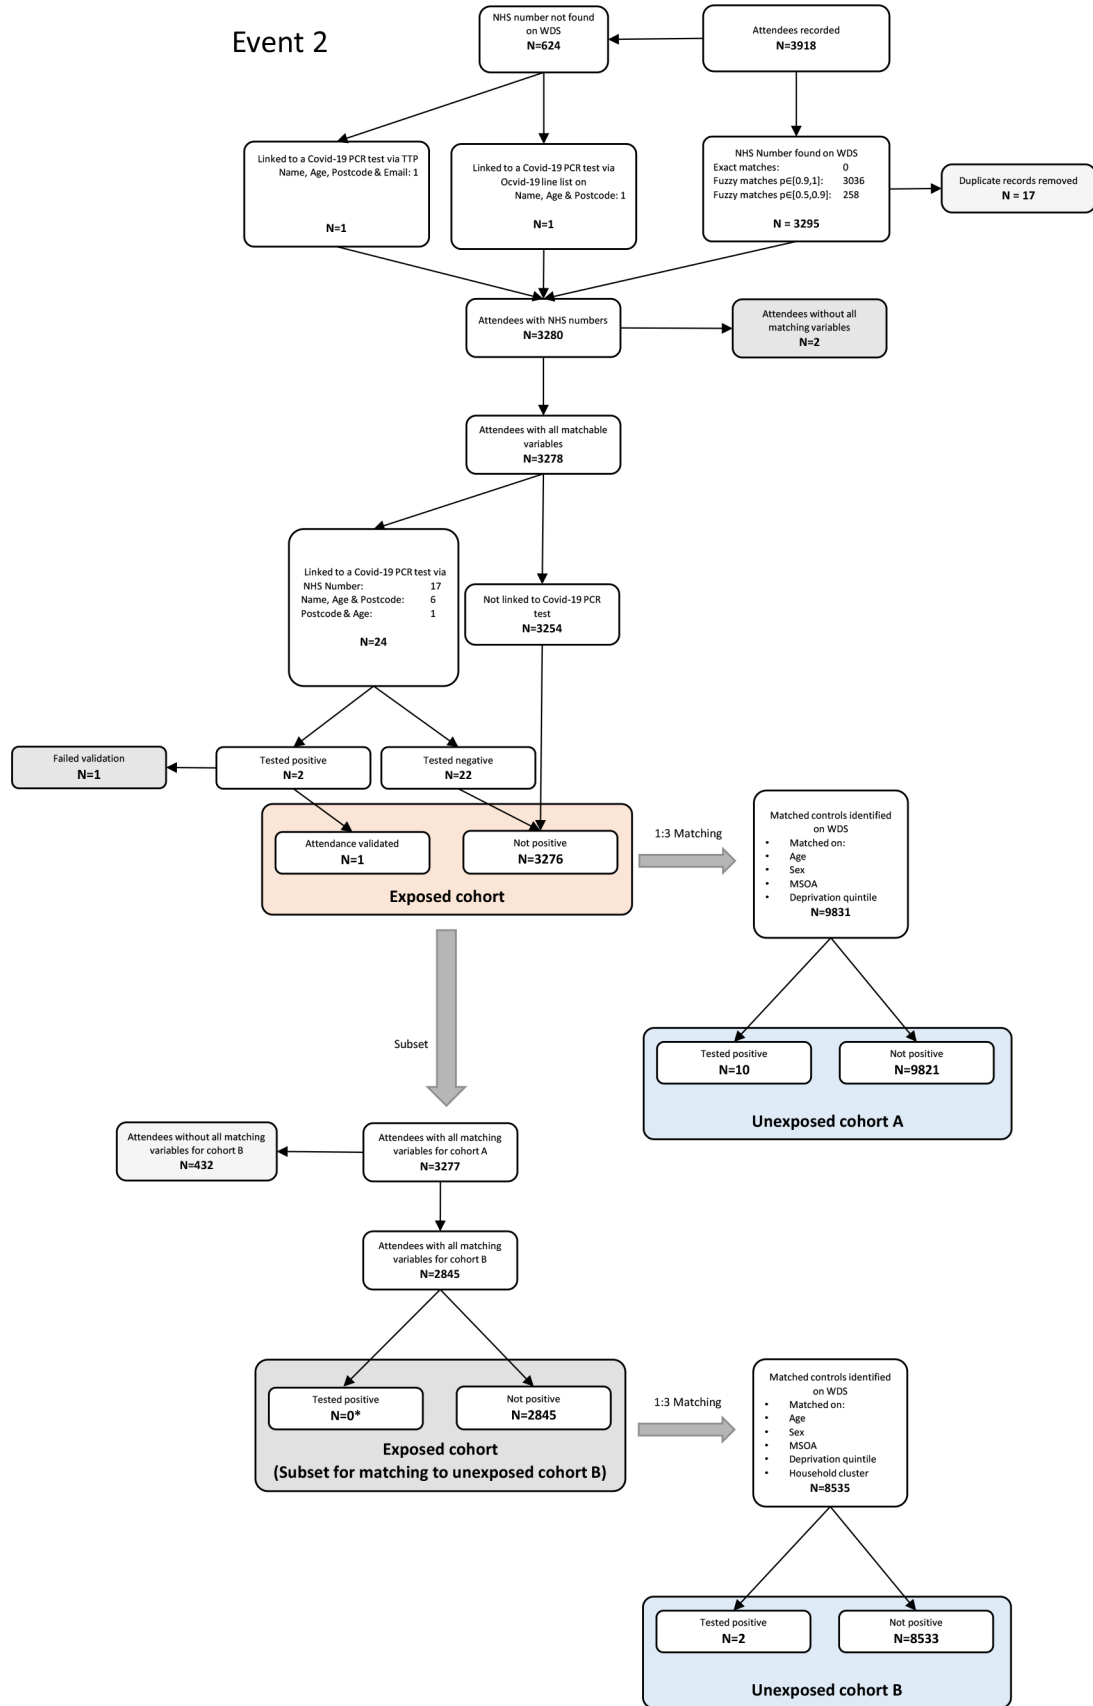 Event 2
NHS number not found
on WDS
N=624
Attendees recorded
N=3918
Linked to a Covid-19 PCR test via TTP
Name, Age, Postcode & Email: 1
N=1
Linked to a Covid-19 PCR test via
Ocvid-19 line list on
Name, Age & Postcode: 1
N=1
NHS Number found on WDS
Exact matches: 0
Fuzzy matches p∈[0.9,1]: 3036
Fuzzy matches p∈[0.5,0.9]: 258
N = 3295
Duplicate records removed
N = 17
Attendees with NHS numbers
N=3280
Attendees without all
matching variables
N=2
Attendees with all matchable
variables
N=3278
Linked to a Covid-19 PCR test via
NHS Number: 17
Name, Age & Postcode: 6
Postcode & Age: 1
N=24
Not linked to Covid-19 PCR
test
N=3254
Failed validation
N=1
Tested positive
N=2
Tested negative
N=22
Attendance validated
N=1
Not positive
N=3276
Exposed cohort
1:3 Matching
Matched controls identified
on WDS
• Matched on:
• Age
• Sex
• MSOA
• Deprivation quintile
N=9831
Subset
Tested positive
N=10
Not positive
N=9821
Unexposed cohort A
Attendees without all matching
variables for cohort B
N=432
Attendees with all matching
variables for cohort A
N=3277
Attendees with all matching
variables for cohort B
N=2845
Tested positive
N=0*
Not positive
N=2845
Exposed cohort
(Subset for matching to unexposed cohort B)
1:3 Matching
Matched controls identified
on WDS
• Matched on:
• Age
• Sex
• MSOA
• Deprivation quintile
• Household cluster
N=8535
Tested positive
N=2
Not positive
N=8533
Unexposed cohort B